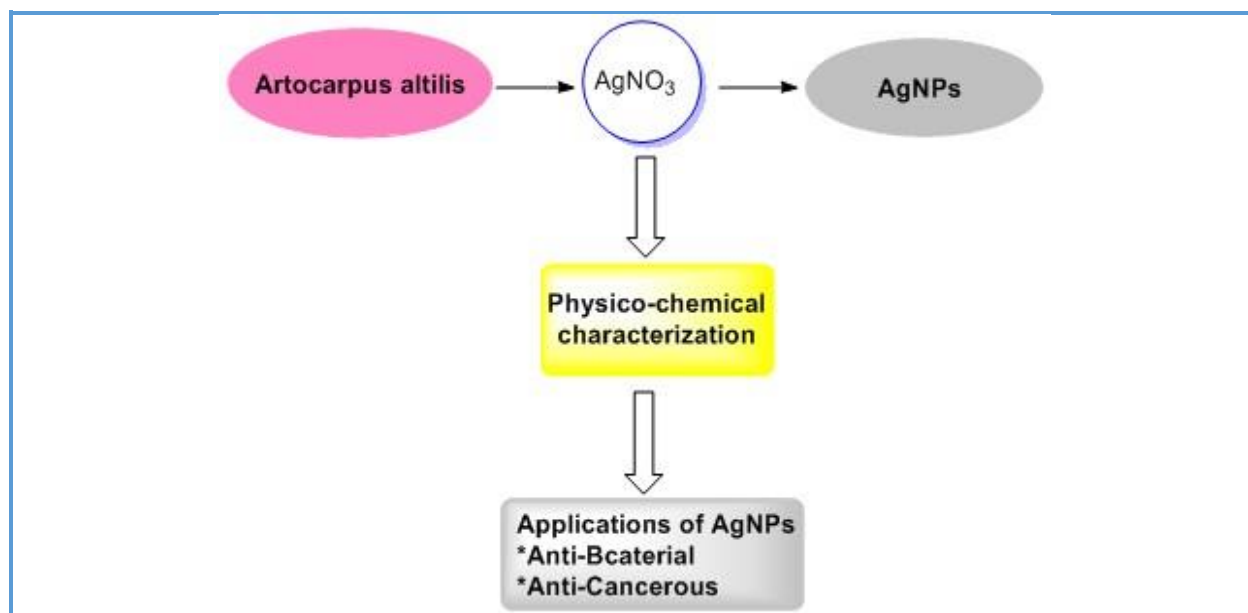 Artocarpus altilis
AgNO₃
AgNPs
Physico-chemical
characterization
Applications of AgNPs
*Anti-Bcaterial
*Anti-Cancerous